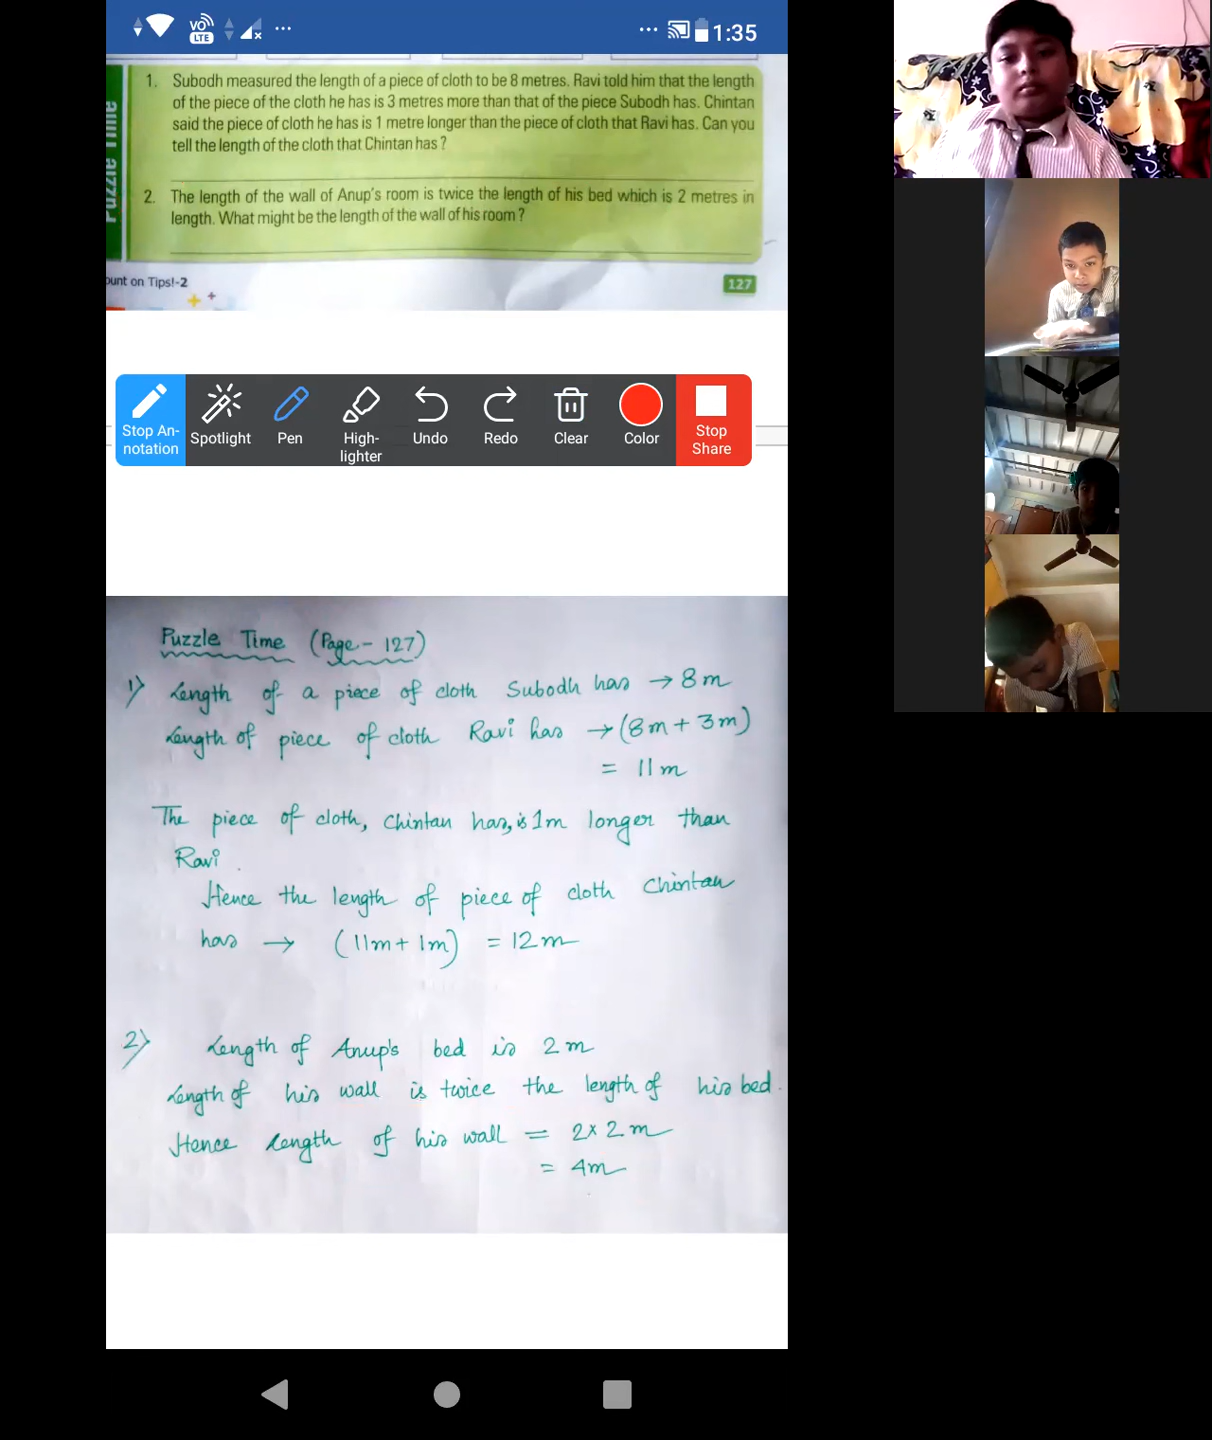 VO
LTE
1:35
Puzzle Time
1. Subodh measured the length of a piece of cloth to be 8 metres. Ravi told him that the length
of the piece of the cloth he has is 3 metres more than that of the piece Subodh has. Chintan
said the piece of cloth he has is 1 metre longer than the piece of cloth that Ravi has. Can you
tell the length of the cloth that Chintan has ?
2. The length of the wall of Anup's room is twice the length of his bed which is 2 metres in
length. What might be the length of the wall of his room ?
ount on Tips!-2
127
Stop An-
notation
Spotlight
Pen
High-
lighter
Undo
Redo
Clear
Color
Stop
Share
Puzzle Time (Page - 127)
1) Length of a piece of cloth Subodh has → 8 m
Length of piece of cloth Ravi has → (8m + 3m)
= 11 m
The piece of cloth, Chintan has, is 1m longer than
Ravi.
Hence the length of piece of cloth Chintan
has → (11m + 1m) = 12 m
2) Length of Anup's bed is 2 m
Length of his wall is twice the length of his bed.
Hence length of his wall = 2 × 2 m
= 4m